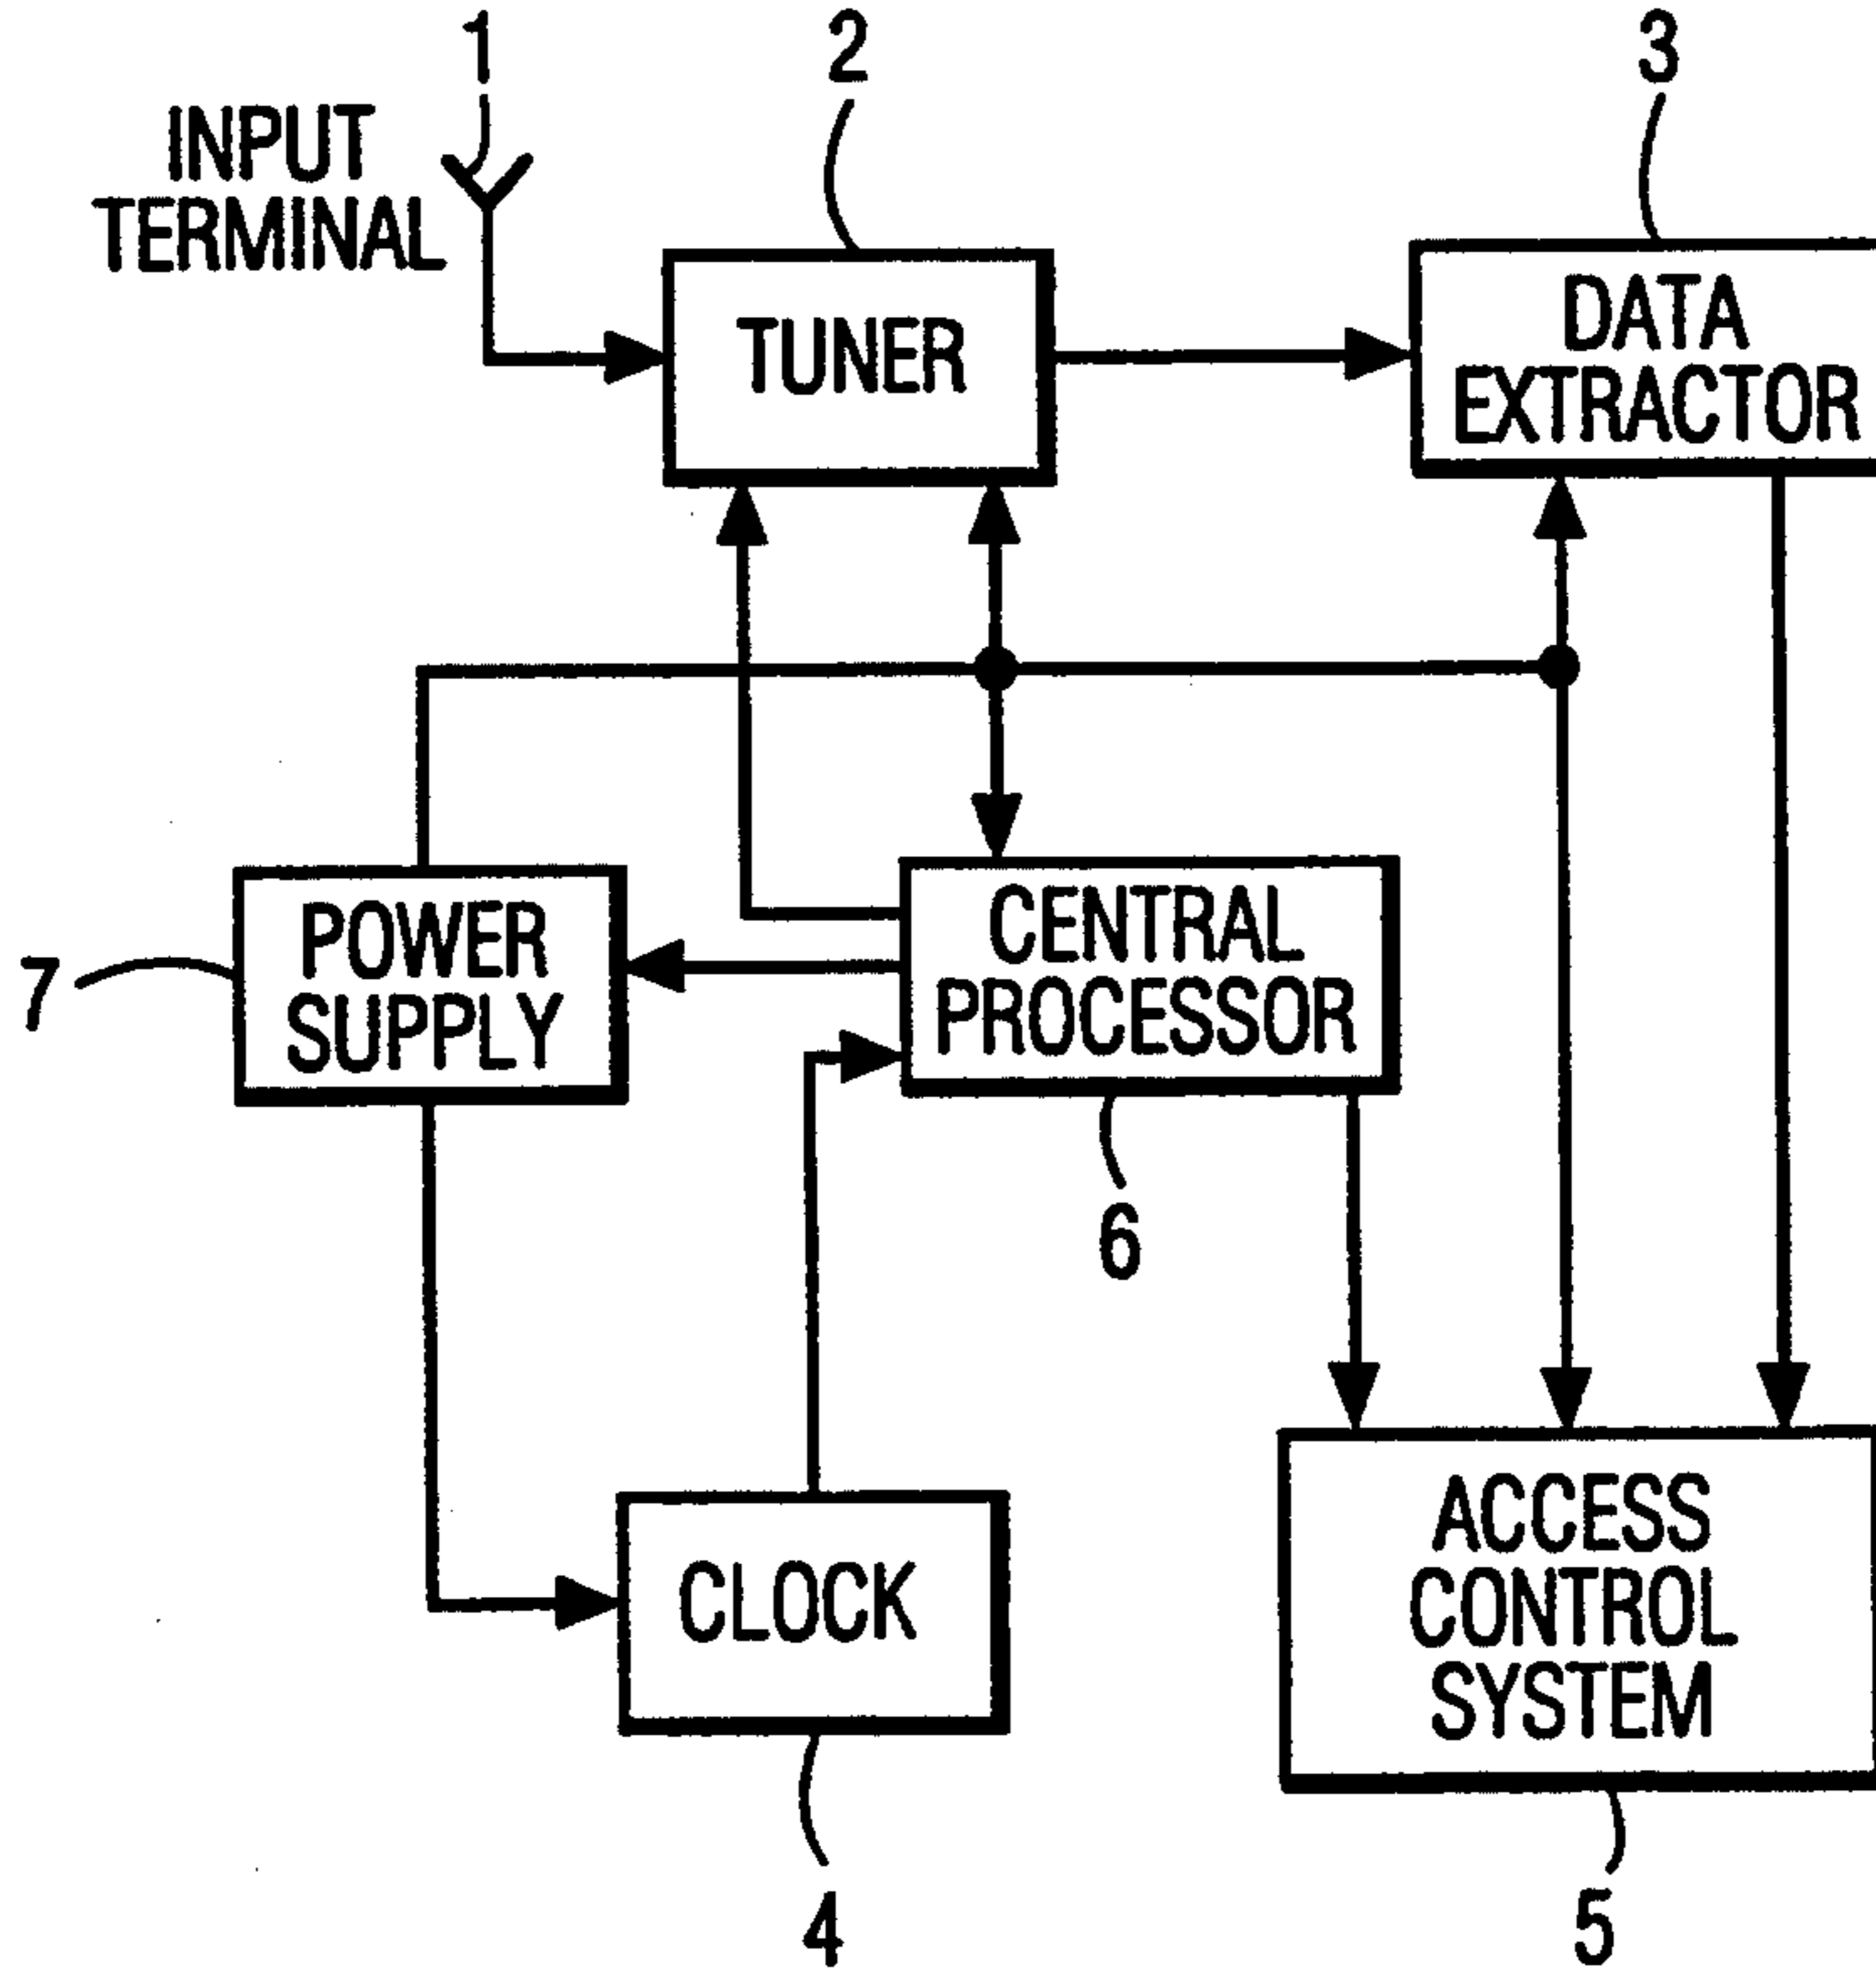 1
2
3
INPUT
TERMINAL
TUNER
DATA
EXTRACTOR
POWER
SUPPLY
7
CENTRAL
PROCESSOR
6
CLOCK
ACCESS
CONTROL
SYSTEM
4
5